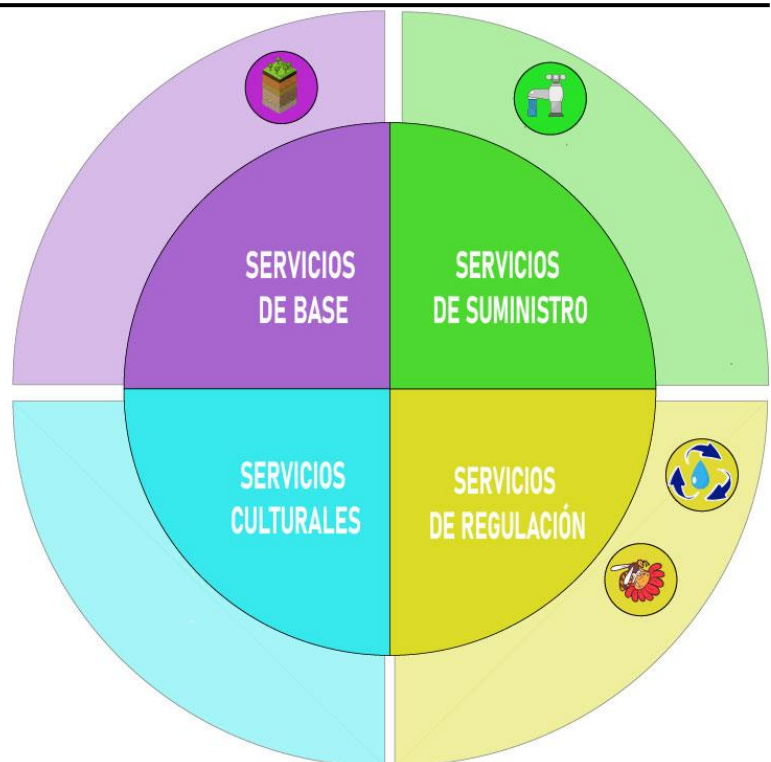 SERVICIOS
DE BASE
SERVICIOS
DE SUMINISTRO
SERVICIOS
CULTURALES
SERVICIOS
DE REGULACIÓN